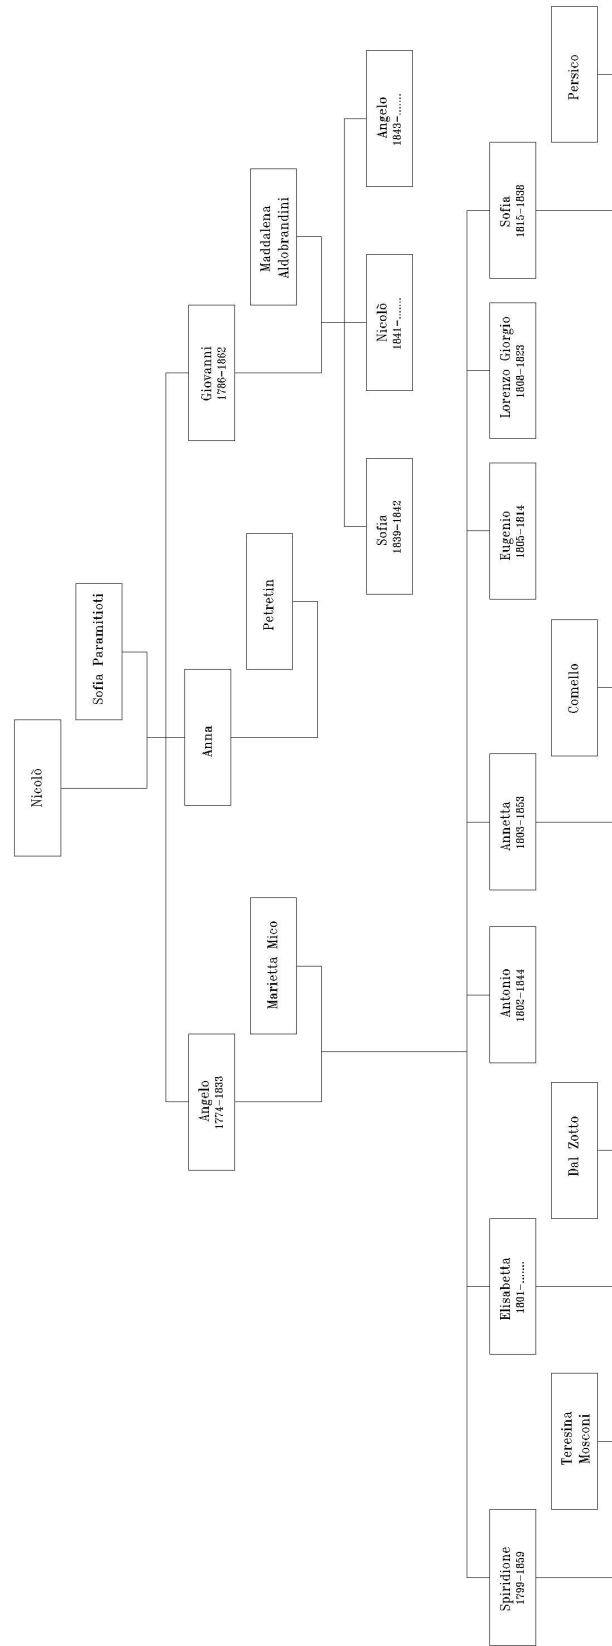 Nicolò
Sofia Paramitioti
Angelo
1774-1833
Marietta Mico
Anna
Petretin
Giovanni
1786-1862
Maddalena
Aldobrandini
Sofia
1839-1842
Nicolò
1841-.......
Angelo
1843-.......
Spiridione
1799-1859
Teresina
Mosconi
Elisabetta
1801-.......
Dal Zotto
Antonio
1802-1844
Annetta
1803-1853
Comello
Eugenio
1805-1814
Lorenzo Giorgio
1808-1823
Sofia
1815-1838
Persico